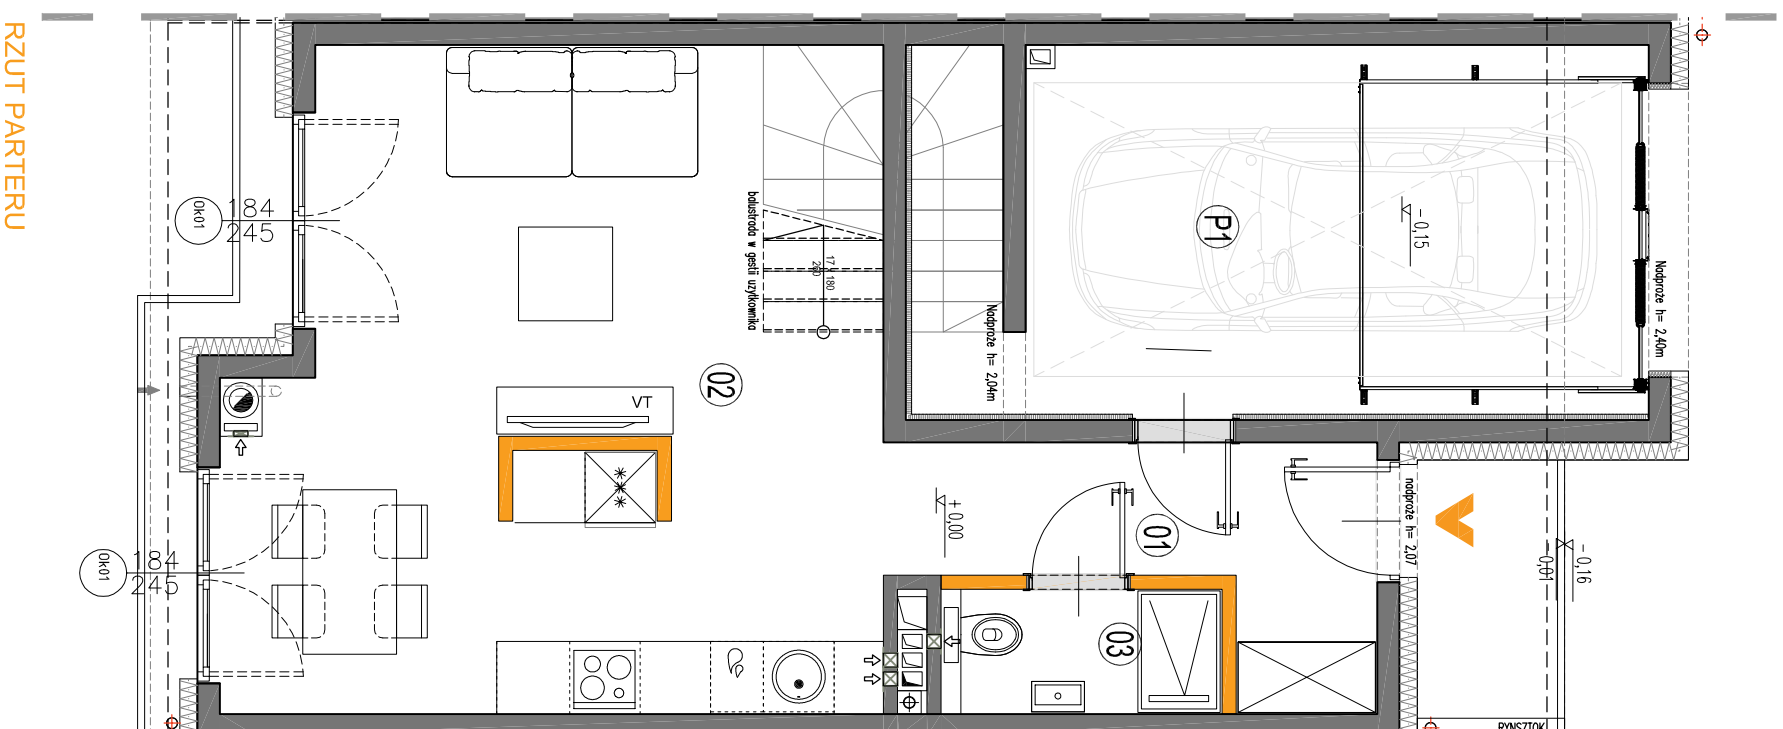 RZUT PARTERU
Ok01
184
245
balustrada w gestii użytkownika
17 180
260
02
VT
Nadproże h= 2,04m
P1
-0,15
Nadproże h= 2,40m
Ok01
184
245
+0,00
01
nadproże h= 2,07
-0,01
-0,16
03
RYNSZTOK